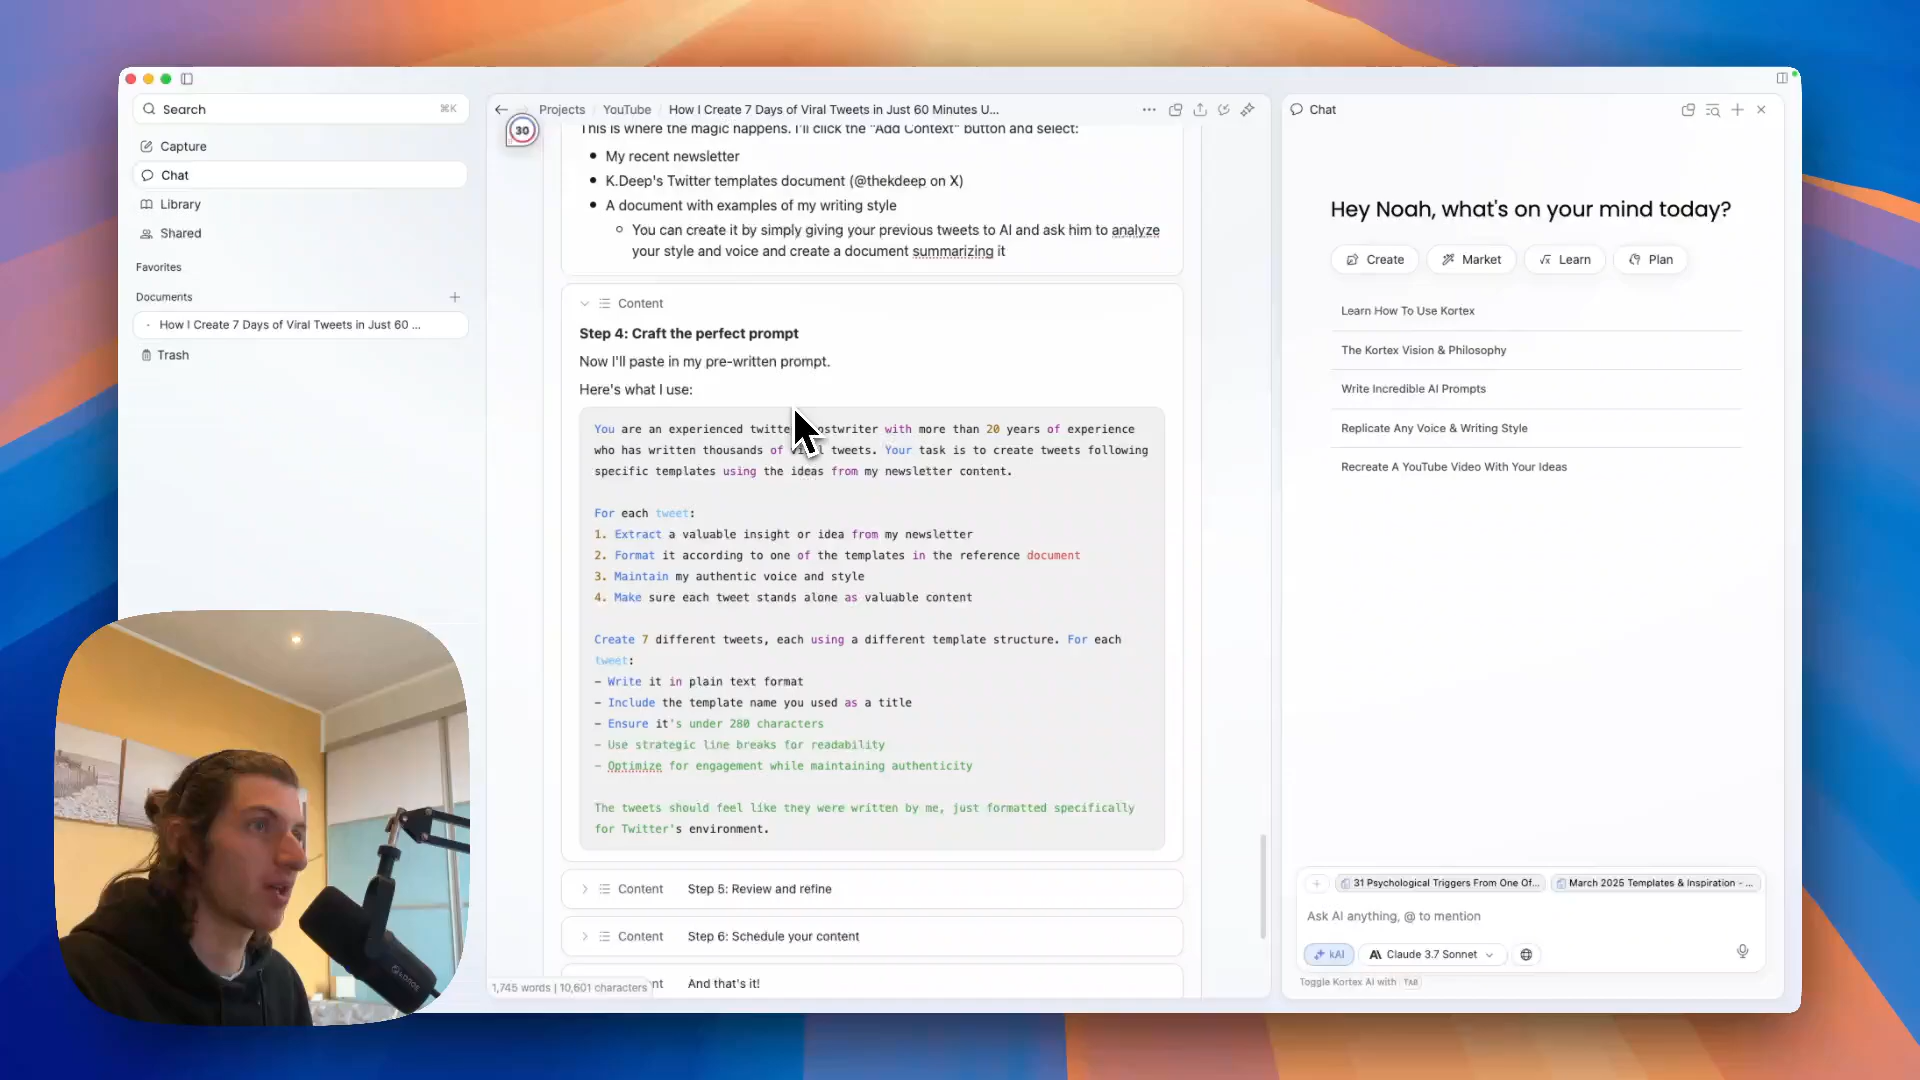 Search ⌘K
Capture
Chat
Library
Shared
Favorites
Documents
How I Create 7 Days of Viral Tweets in Just 60 ...
Trash
Projects / YouTube / How I Create 7 Days of Viral Tweets in Just 60 Minutes U...
30
This is where the magic happens. I'll click the "Add Context" button and select:
My recent newsletter
K.Deep's Twitter templates document (@thekdeep on X)
A document with examples of my writing style
You can create it by simply giving your previous tweets to AI and ask him to analyze
your style and voice and create a document summarizing it
Content
Step 4: Craft the perfect prompt
Now I'll paste in my pre-written prompt.
Here's what I use:
You are an experienced with more than 20 years of experience
who has written thousands of tweets. Your task is to create tweets following
specific templates using the ideas from my newsletter content.
For each tweet:
1. Extract a valuable insight or idea from my newsletter
2. Format it according to one of the templates in the reference document
3. Maintain my authentic voice and style
4. Make sure each tweet stands alone as valuable content
Create 7 different tweets, each using a different template structure. For each
tweet:
- Write it in plain text format
- Include the template name you used as a title
- Ensure it's under 280 characters
- Use strategic line breaks for readability
- Optimize for engagement while maintaining authenticity
The tweets should feel like they were written by me, just formatted specifically
for Twitter's environment.
Content Step 5: Review and refine
Content Step 6: Schedule your content
And that's it!
1,745 words | 10,601 characters
Chat
Hey Noah, what's on your mind today?
Create Market Learn Plan
Learn How To Use Kortex
The Kortex Vision & Philosophy
Write Incredible AI Prompts
Replicate Any Voice & Writing Style
Recreate A YouTube Video With Your Ideas
31 Psychological Triggers From One Of... March 2025 Templates & Inspiration - ...
Ask AI anything, @ to mention
kAI Claude 3.7 Sonnet
Toggle Kortex AI with TAB